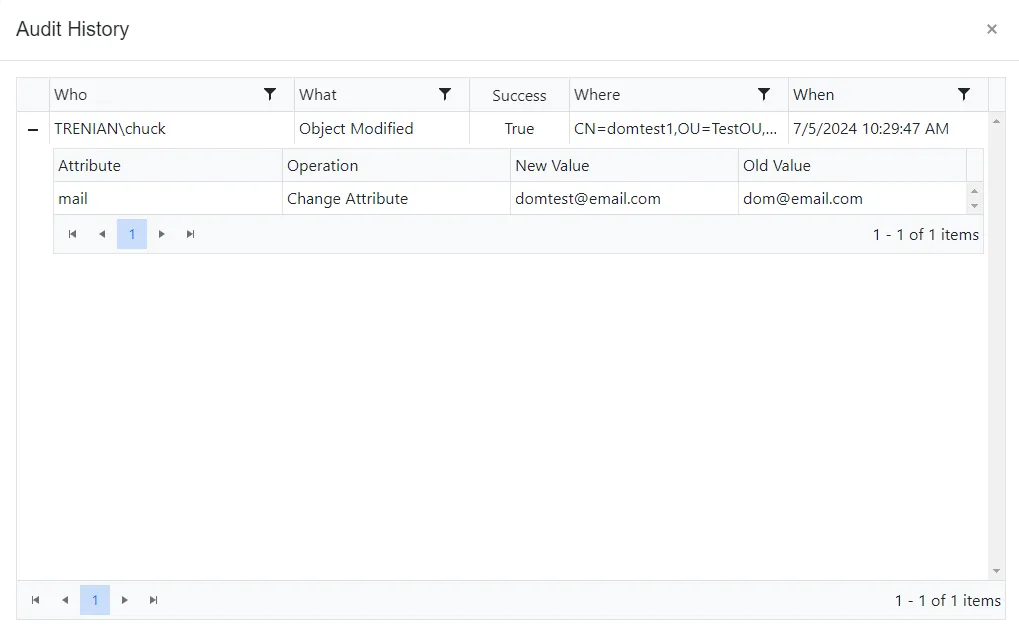 Audit History
Who What Success Where When
TRENIAN\chuck Object Modified True CN=domtest1,OU=TestOU,... 7/5/2024 10:29:47 AM
Attribute Operation New Value Old Value
mail Change Attribute domtest@email.com dom@email.com
1 1 - 1 of 1 items
1 1 - 1 of 1 items